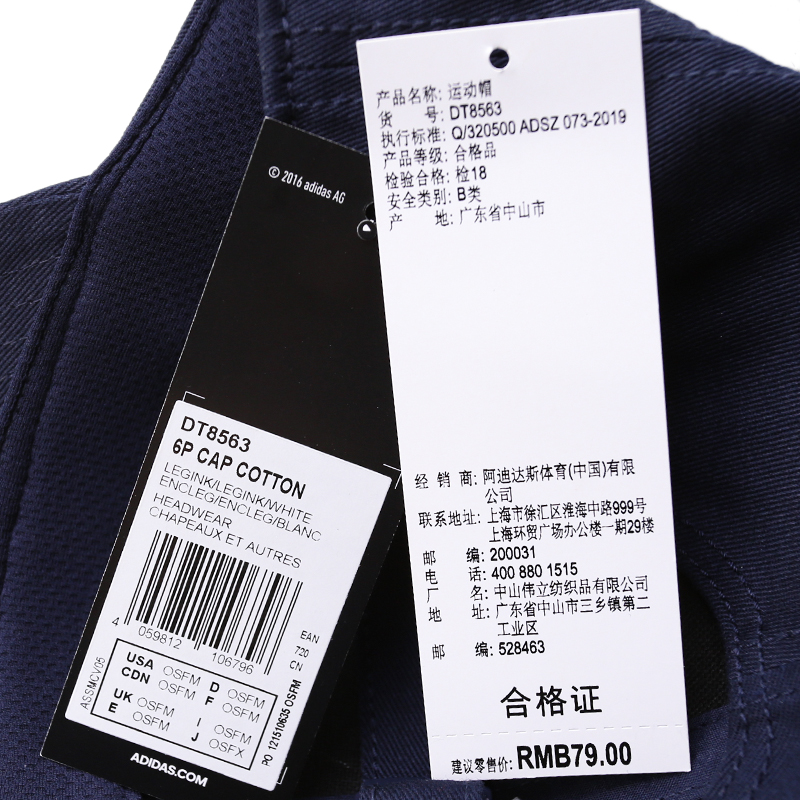 © 2016 adidas AG
DT8563
6P CAP COTTON
LEGINK/LEGINK/WHITE
ENCLEG/ENCLEG/BLANC
HEADWEAR
CHAPEAUX ET AUTRES
4 059812 106796
EAN
720
CN
ASSMCV05
USA OSFM D OSFM
CDN OSFM F OSFM
UK OSFM I OSFM
E OSFM J OSFX
PO 121510635 OSFM
ADIDAS.COM
产品名称: 运动帽
货 号: DT8563
执行标准: Q/320500 ADSZ 073-2019
产品等级: 合格品
检验合格: 检18
安全类别: B类
产 地: 广东省中山市
经 销 商: 阿迪达斯体育(中国)有限
公司
联系地址: 上海市徐汇区淮海中路999号
上海环贸广场办公楼一期29楼
邮 编: 200031
电 话: 400 880 1515
厂 名: 中山伟立纺织品有限公司
地 址: 广东省中山市三乡镇第二
工业区
邮 编: 528463
合格证
建议零售价: RMB79.00